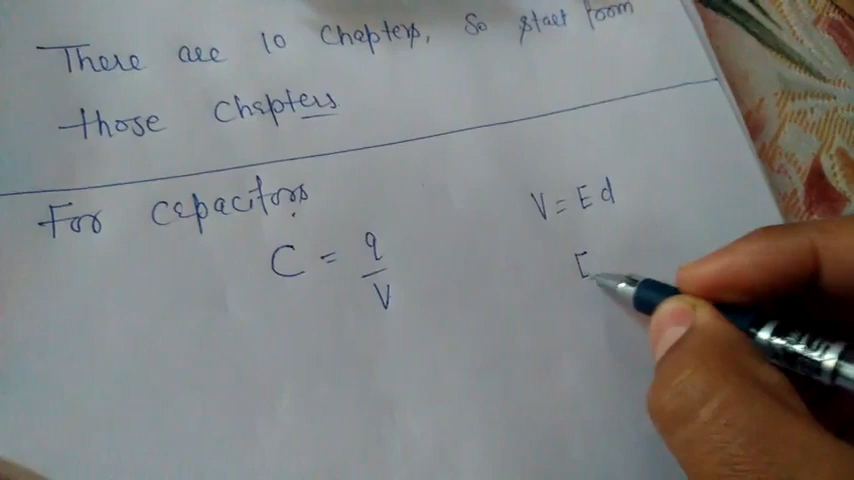 There are 10 Chapters, So start from
those Chapters
For capacitors
V = Ed
C = q/V
[